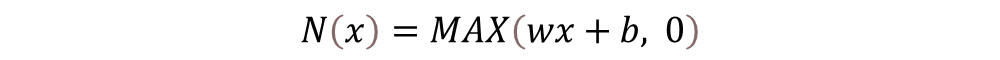 N(x) = MAX(wx + b, 0)